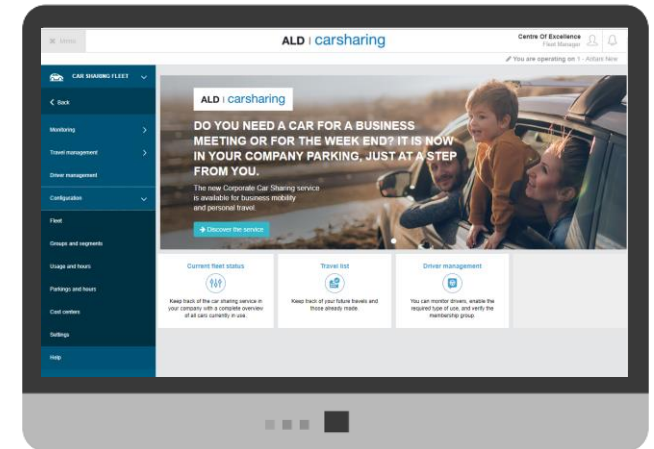 MENU
ALD | carsharing
Centre Of Excellence
Fleet Manager
You are operating on 1 - Airpark New
CAR SHARING FLEET
Back
Monitoring
Travel management
Driver management
Configuration
Fleet
Groups and segments
Usage and hours
Parkings and hours
Cost centers
Settings
Help
ALD | carsharing
DO YOU NEED A CAR FOR A BUSINESS
MEETING OR FOR THE WEEK END? IT IS NOW
IN YOUR COMPANY PARKING, JUST AT A STEP
FROM YOU.
The new Corporate Car Sharing service
is available for business mobility
and personal travel.
Discover the service
Current fleet status
Keep track of the car sharing service in
your company with a complete overview
of all cars currently in use.
Travel list
Keep track of your future travels and
those already made.
Driver management
You can monitor drivers, enable the
required type of use, and verify the
membership group.